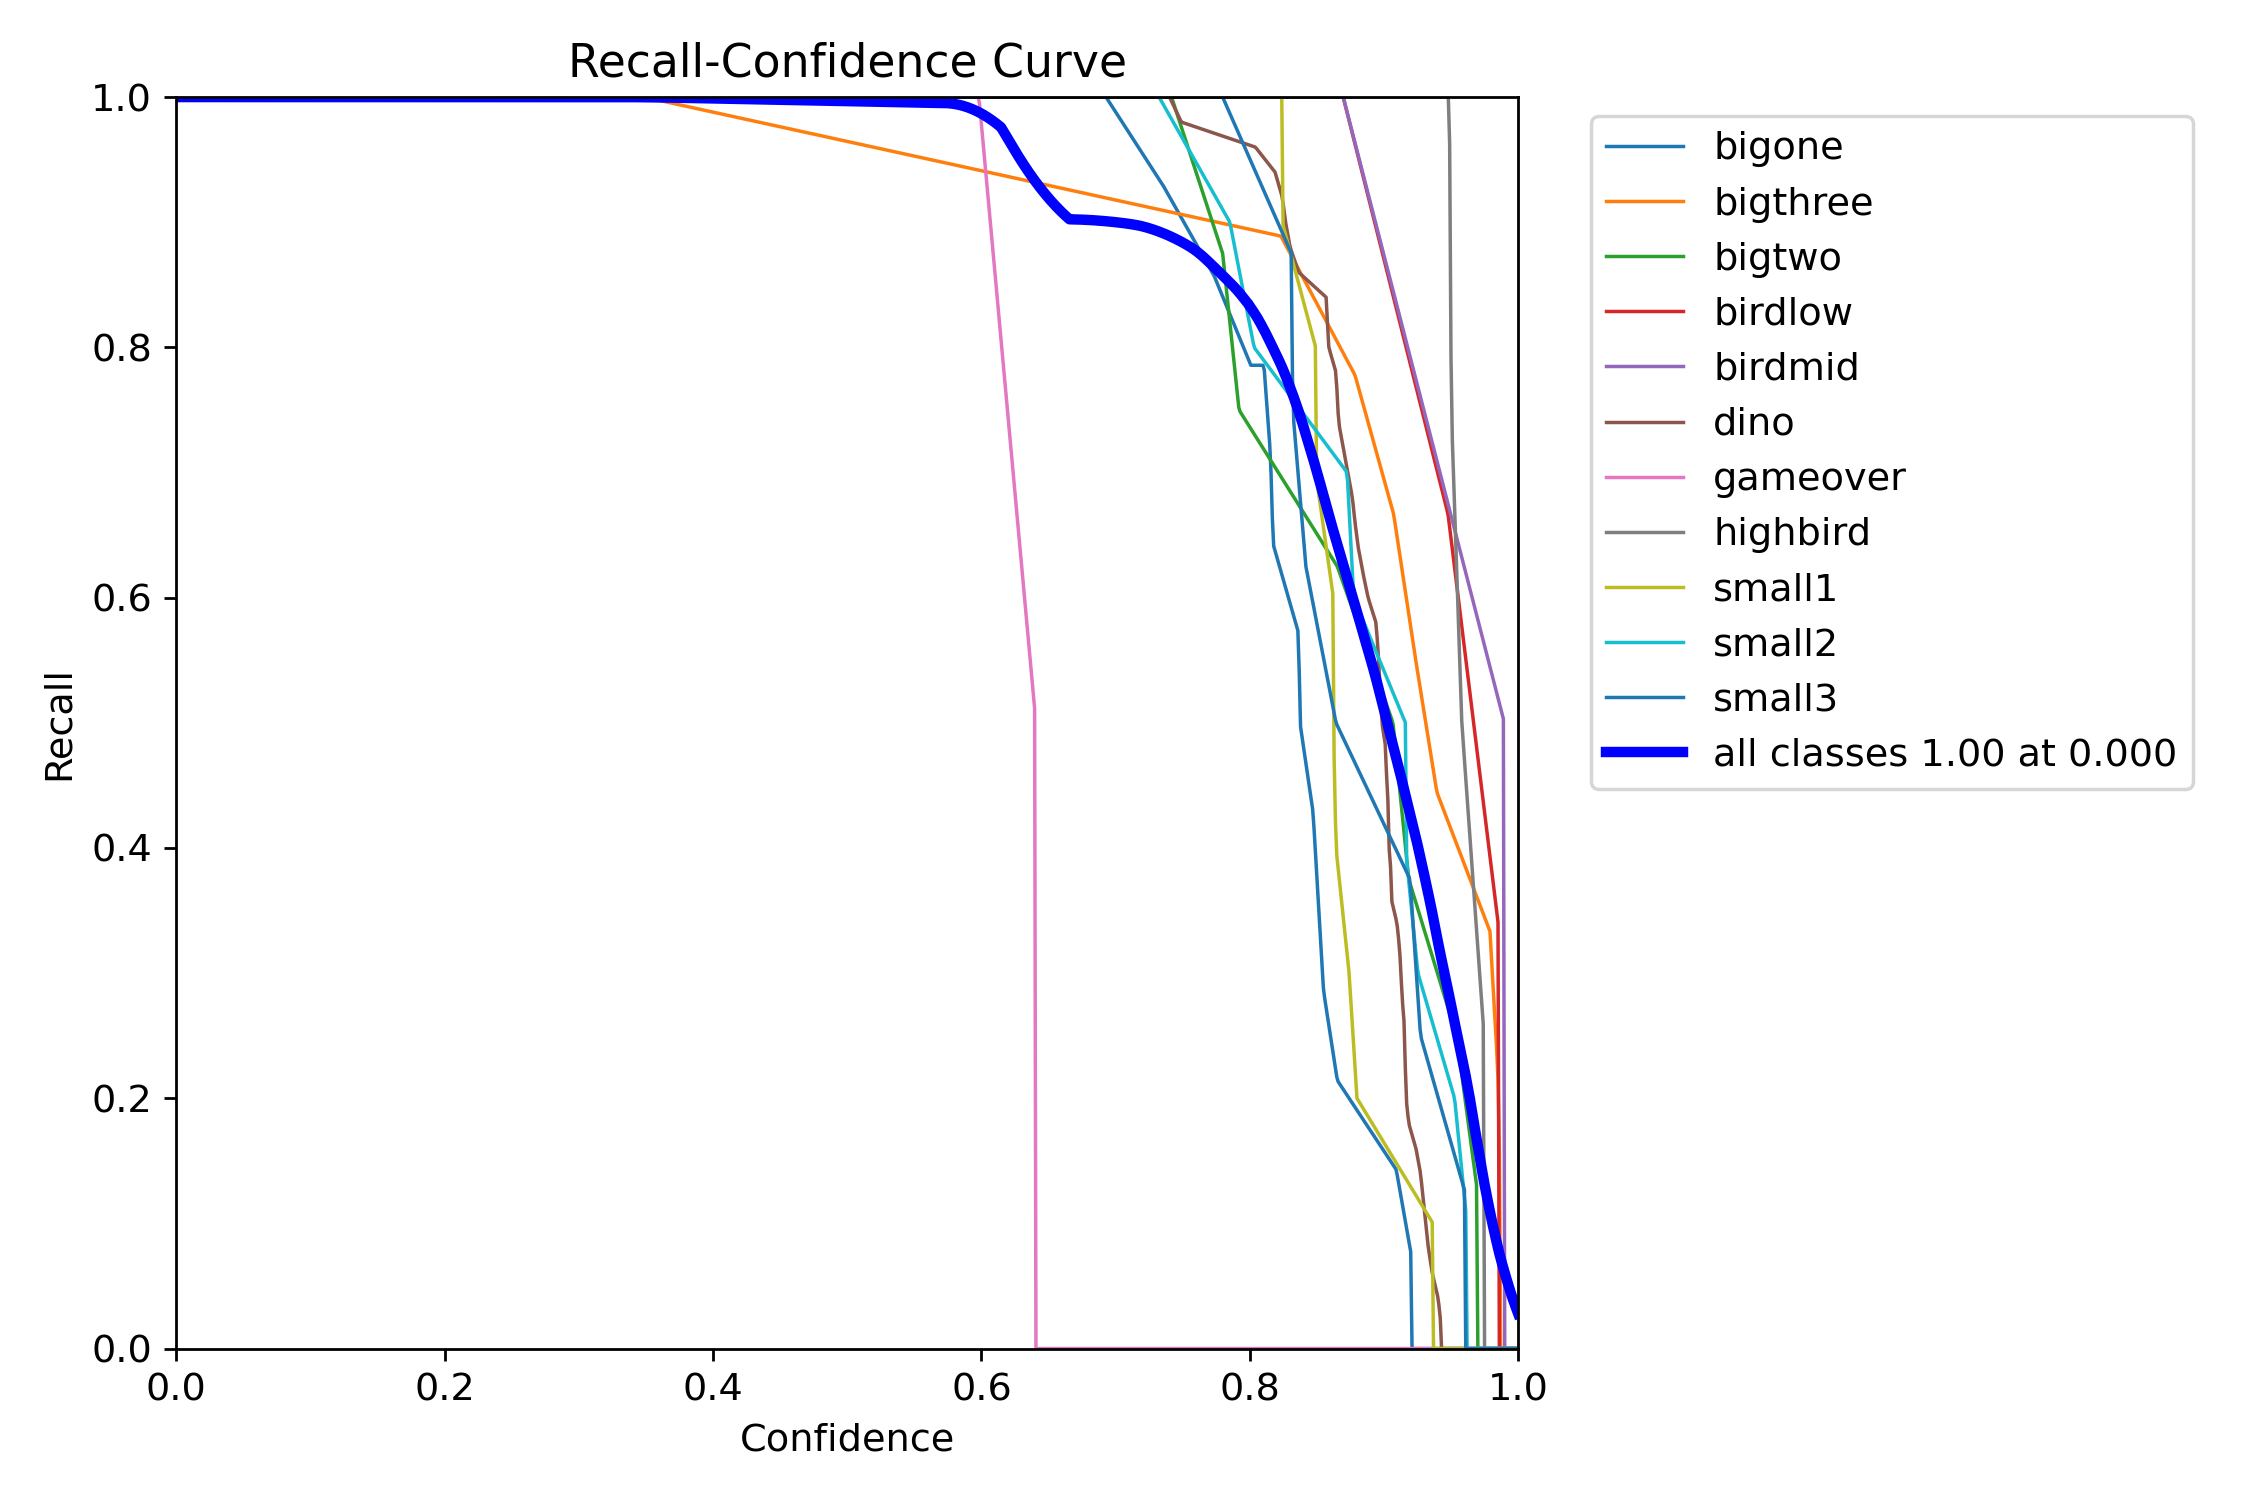 Recall-Confidence Curve
1.0
0.8
0.6
0.4
0.2
0.0
Recall
0.0 0.2 0.4 0.6 0.8 1.0
Confidence
bigone
bigthree
bigtwo
birdlow
birdmid
dino
gameover
highbird
small1
small2
small3
all classes 1.00 at 0.000